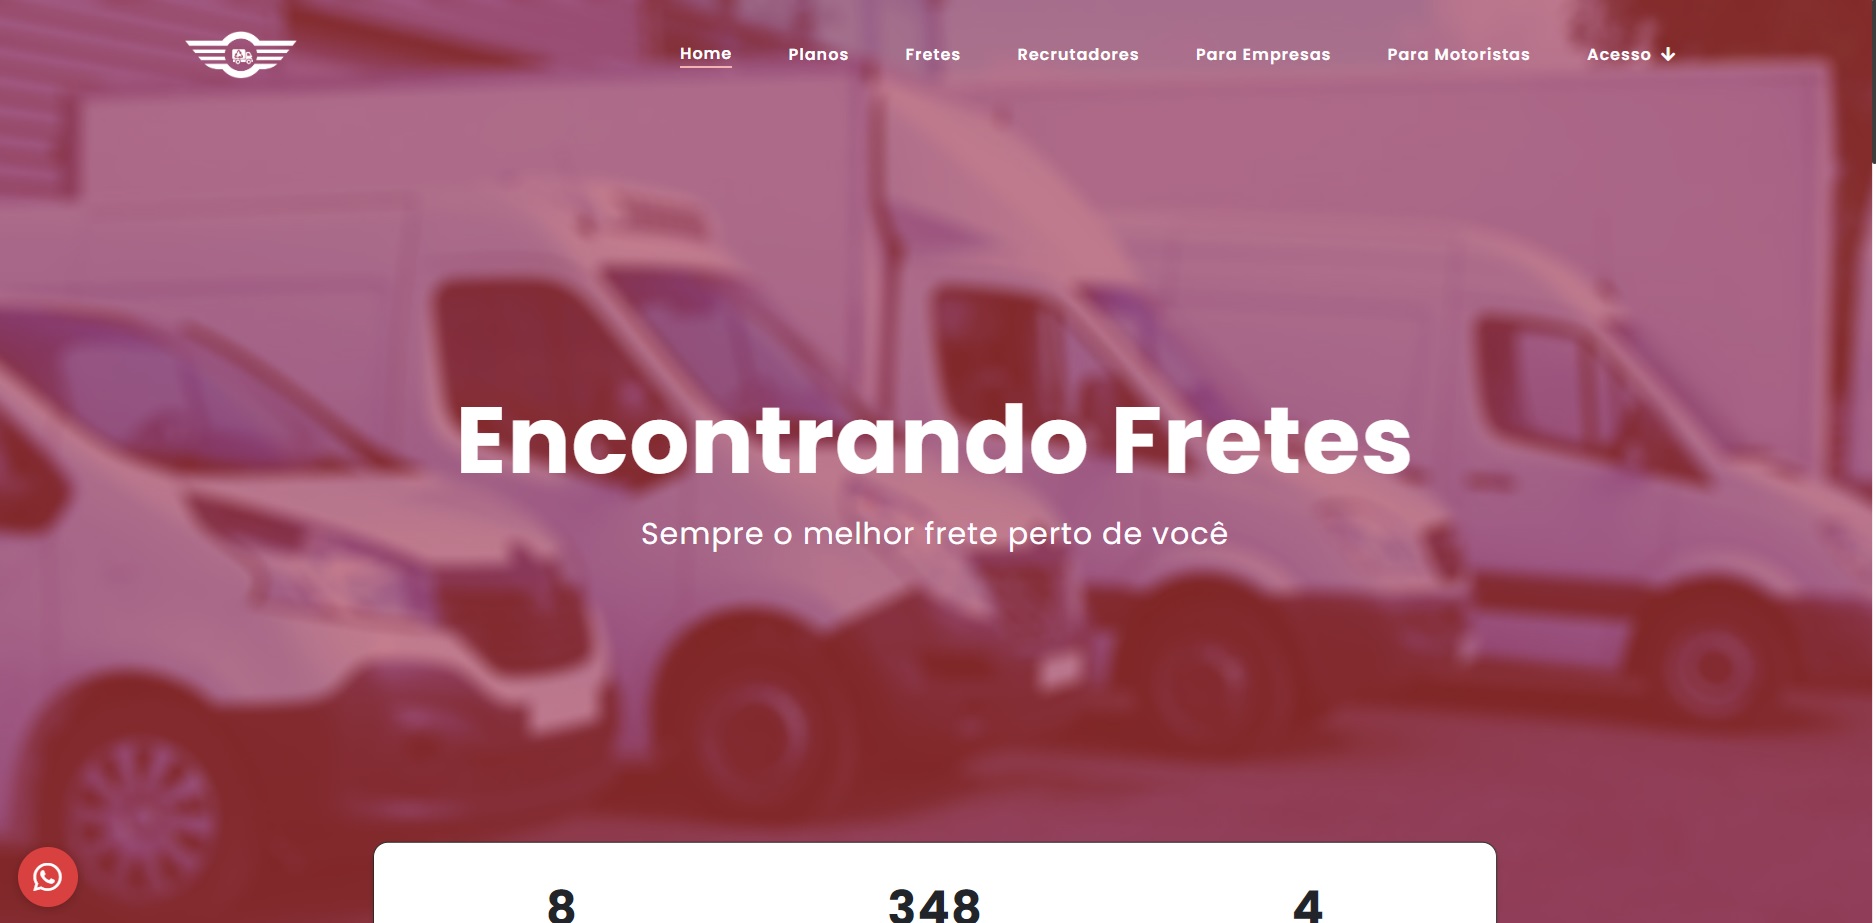 Home Planos Fretes Recrutadores Para Empresas Para Motoristas Acesso
Encontrando Fretes
Sempre o melhor frete perto de você
8 348 4